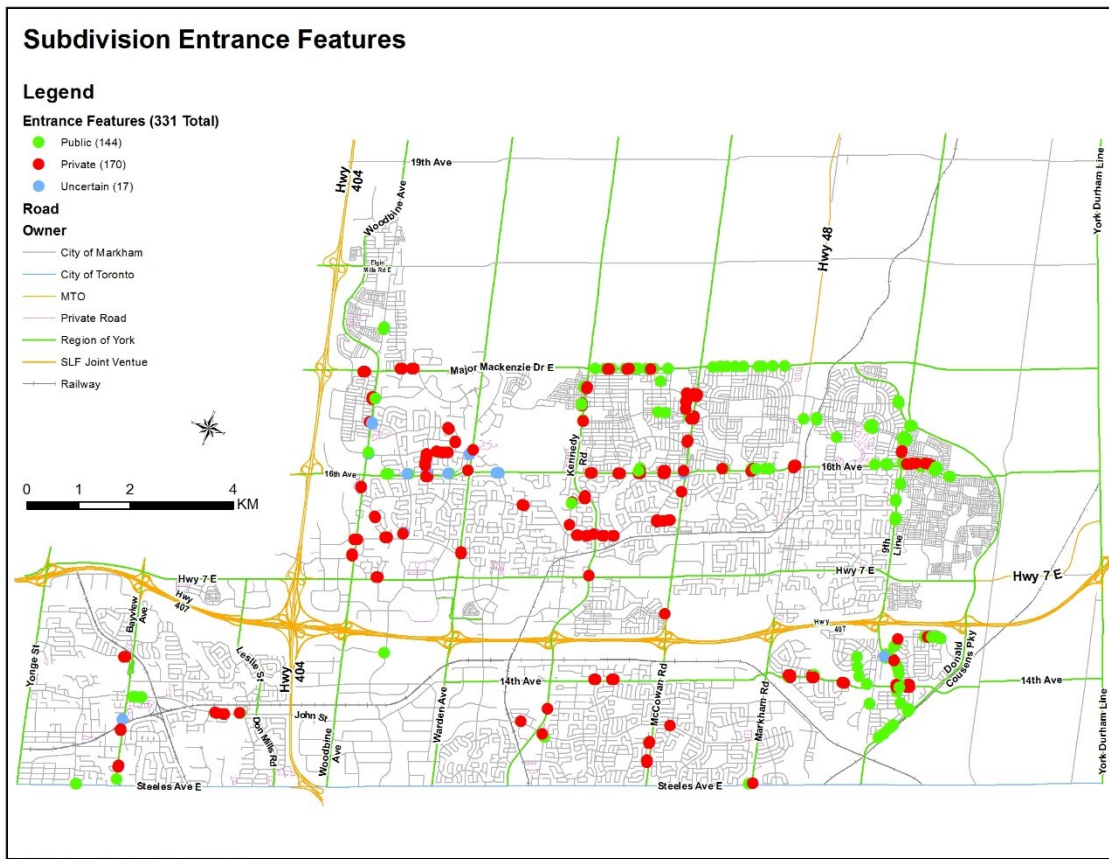 Subdivision Entrance Features
Legend
Entrance Features (331 Total)
Public (144)
Private (170)
Uncertain (17)
Road
Owner
City of Markham
City of Toronto
MTO
Private Road
Region of York
SLF Joint Ventue
Railway
0 1 2 4 KM
Hwy 404
19th Ave
Woodbine Ave
Elgin
Mills Rd E
Hwy 48
York Durham Line
Major Mackenzie Dr E
Kennedy
Rd
16th Ave
16th Ave
9th
Line
Hwy 7 E
Hwy 7 E
Hwy 7 E
Hwy
407
Hwy
407
Bayview
Ave
Yonge St
Leslie St
Hwy
404
Don Mills Rd
John St
Woodbine
Ave
Warden Ave
14th Ave
McCowan Rd
Markham Rd
Donald
Cousens Pky
14th Ave
York-Durham Line
Steeles Ave E
Steeles Ave E